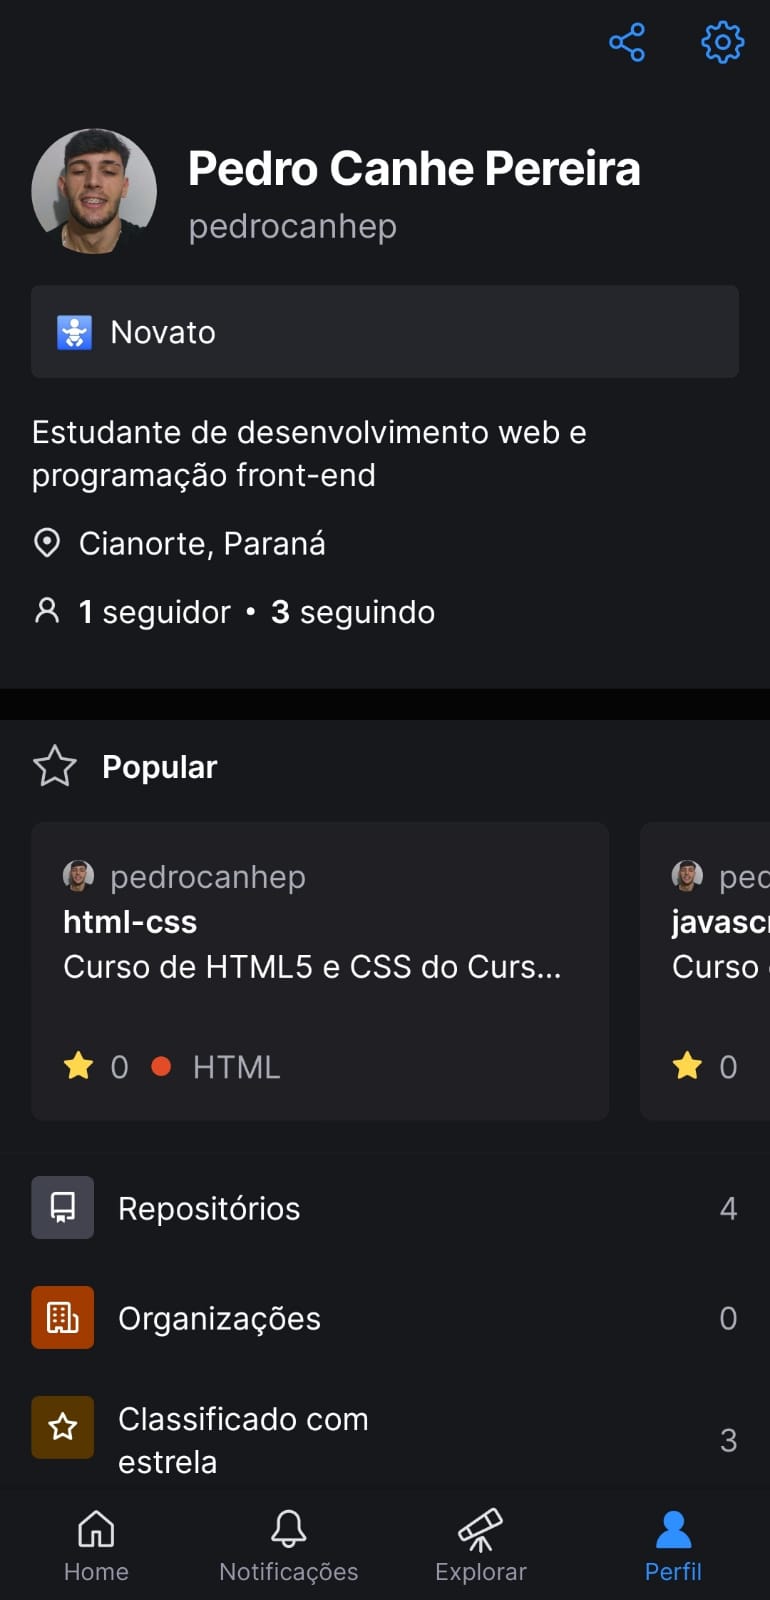 Pedro Canhe Pereira
pedrocanhep
Novato
Estudante de desenvolvimento web e
programação front-end
Cianorte, Paraná
1 seguidor • 3 seguindo
Popular
pedrocanhep
html-css
Curso de HTML5 e CSS do Curs...
0 HTML
ped
javascr
Curso
0
Repositórios 4
Organizações 0
Classificado com
estrela
3
Home Notificações Explorar Perfil